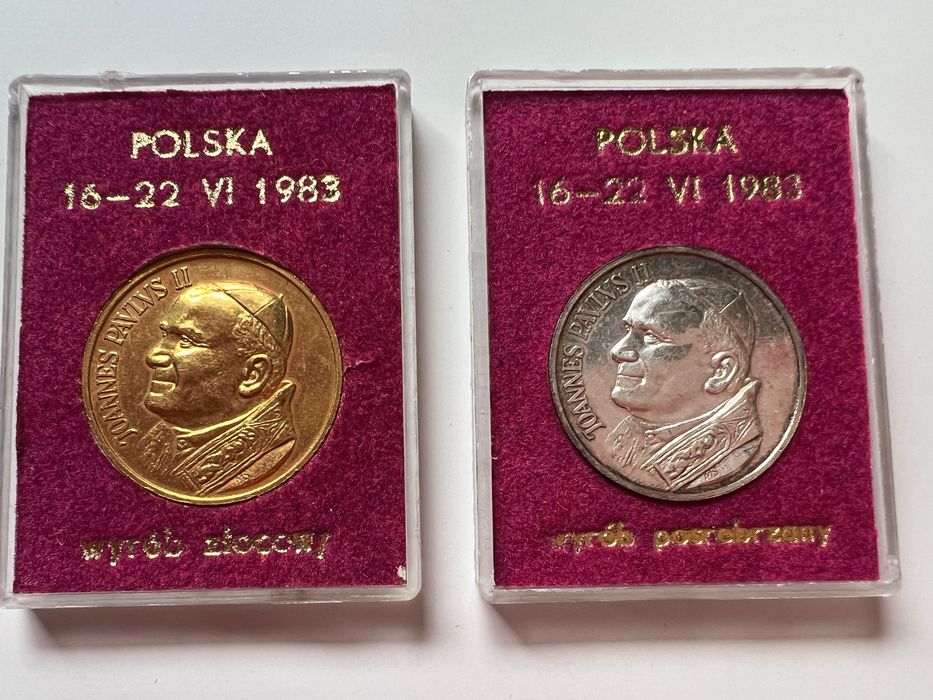 POLSKA
16-22 VI 1983
JOANNES PAVLVS II
wyrób złocony
POLSKA
16-22 VI 1983
JOANNES PAVLVS II
wyrób posrebrzany